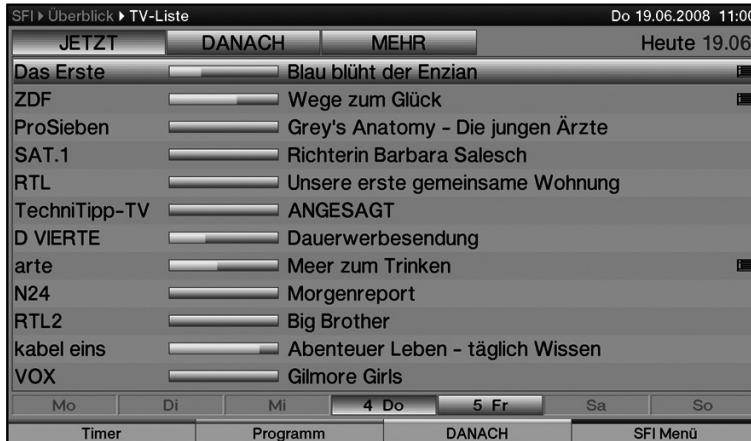 SFI ▸ Überblick ▸ TV-Liste Do 19.06.2008 11:00
JETZT DANACH MEHR Heute 19.06
Das Erste Blau blüht der Enzian
ZDF Wege zum Glück
ProSieben Grey's Anatomy - Die jungen Ärzte
SAT.1 Richterin Barbara Salesch
RTL Unsere erste gemeinsame Wohnung
TechniTipp-TV ANGESAGT
D VIERTE Dauerwerbesendung
arte Meer zum Trinken
N24 Morgenreport
RTL2 Big Brother
kabel eins Abenteuer Leben - täglich Wissen
VOX Gilmore Girls
Mo Di Mi 4 Do 5 Fr Sa So
Timer Programm DANACH SFI Menü